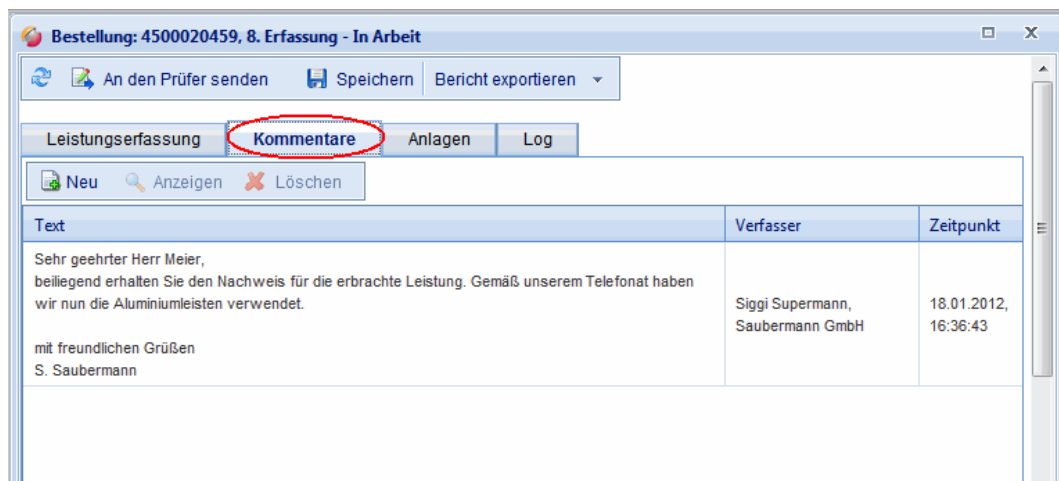 Bestellung: 4500020459, 8. Erfassung - In Arbeit
An den Prüfer senden Speichern Bericht exportieren
Leistungserfassung Kommentare Anlagen Log
Neu Anzeigen Löschen
Text Verfasser Zeitpunkt
Sehr geehrter Herr Meier,
beiliegend erhalten Sie den Nachweis für die erbrachte Leistung. Gemäß unserem Telefonat haben
wir nun die Aluminiumleisten verwendet.
mit freundlichen Grüßen
S. Saubermann
Siggi Supermann,
Saubermann GmbH
18.01.2012,
16:36:43